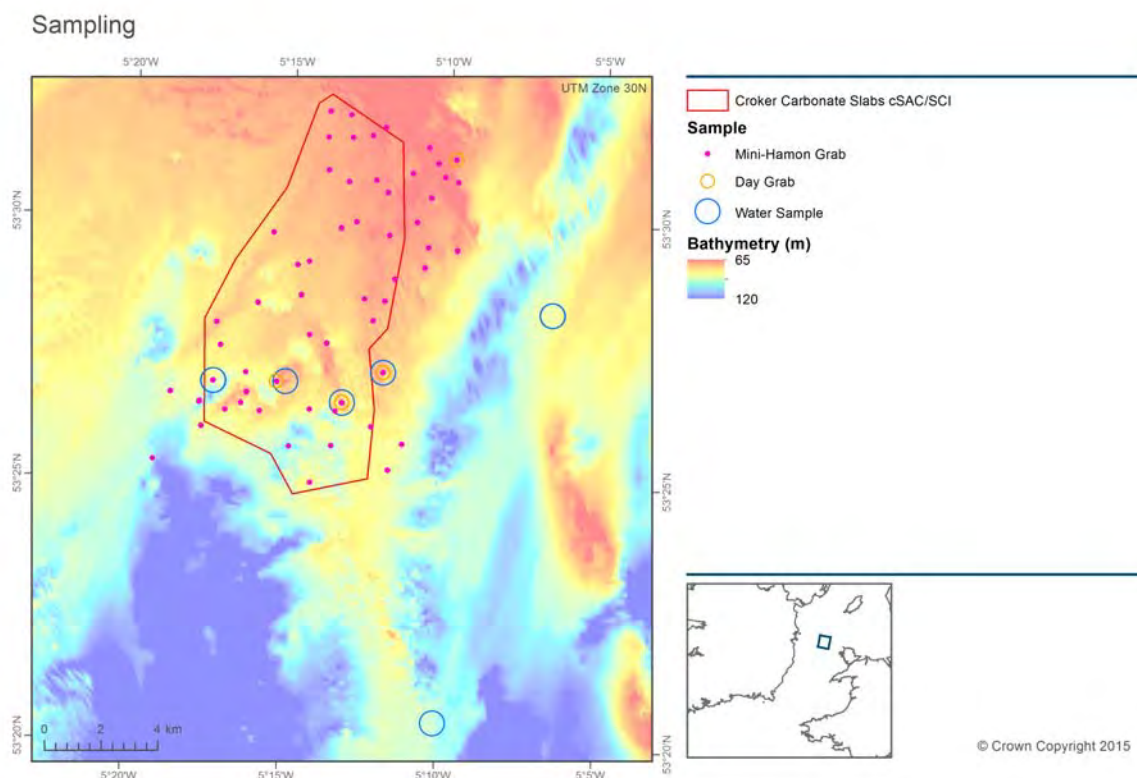 Sampling
5°20'W 5°15'W 5°10'W 5°5'W
UTM Zone 30N
53°30'N 53°30'N
53°25'N 53°25'N
53°20'N 53°20'N
0 2 4 km
5°20'W 5°15'W 5°10'W 5°5'W
Croker Carbonate Slabs cSAC/SCI
Sample
Mini-Hamon Grab
Day Grab
Water Sample
Bathymetry (m)
65
120
© Crown Copyright 2015